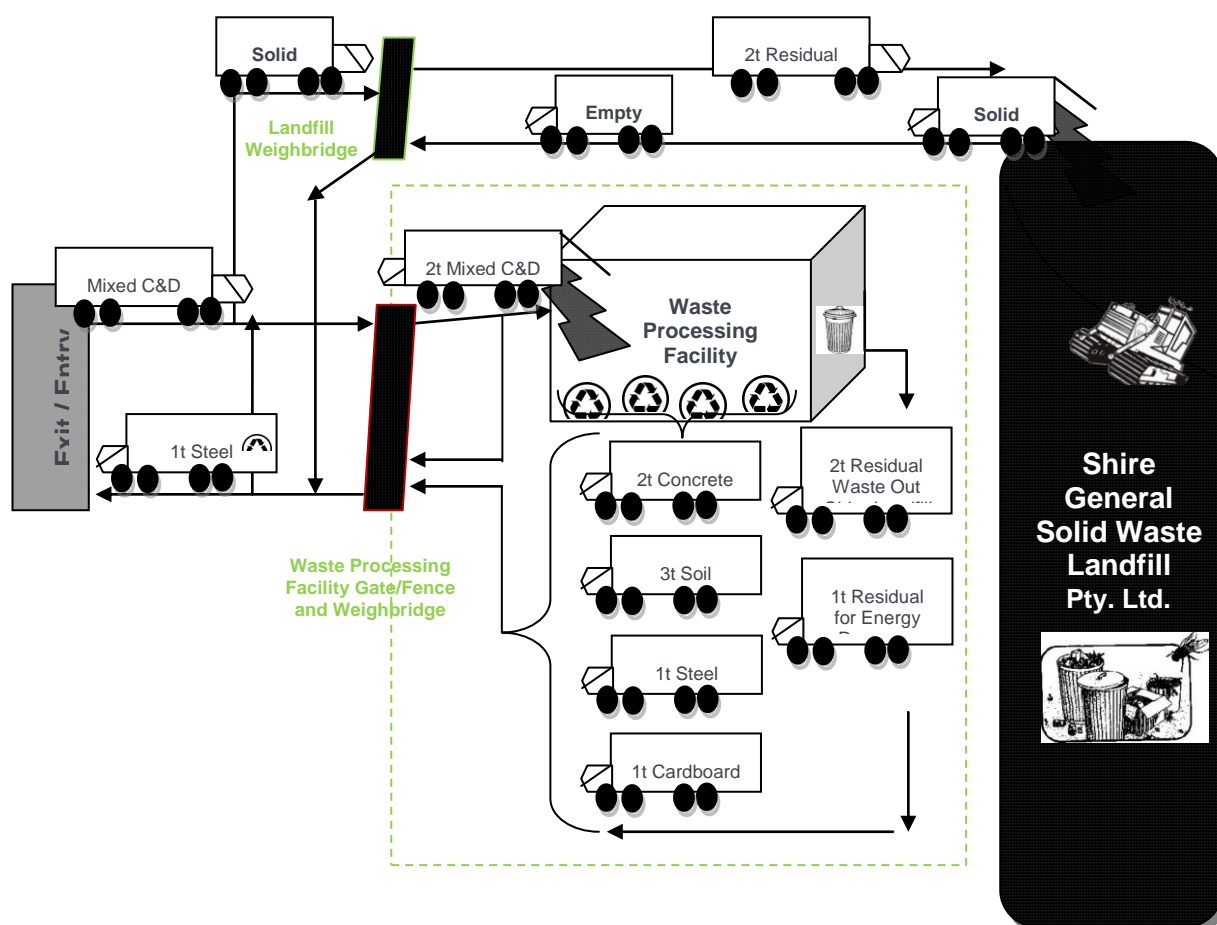 Solid
2t Residual
Empty
Solid
Landfill
Weighbridge
2t Mixed C&D
Mixed C&D
Waste
Processing
Facility
Exit / Entry
1t Steel
2t Concrete
2t Residual
Waste Out
3t Soil
1t Residual
for Energy
1t Steel
1t Cardboard
Waste Processing
Facility Gate/Fence
and Weighbridge
Shire
General
Solid Waste
Landfill
Pty. Ltd.